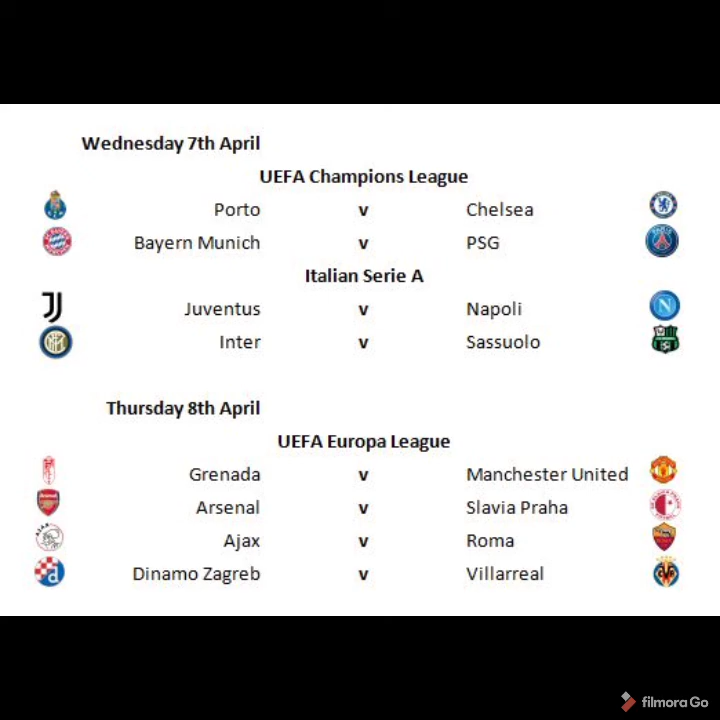 Wednesday 7th April
UEFA Champions League
Porto v Chelsea
Bayern Munich v PSG
Italian Serie A
Juventus v Napoli
Inter v Sassuolo
Thursday 8th April
UEFA Europa League
Grenada v Manchester United
Arsenal v Slavia Praha
Ajax v Roma
Dinamo Zagreb v Villarreal
filmora Go